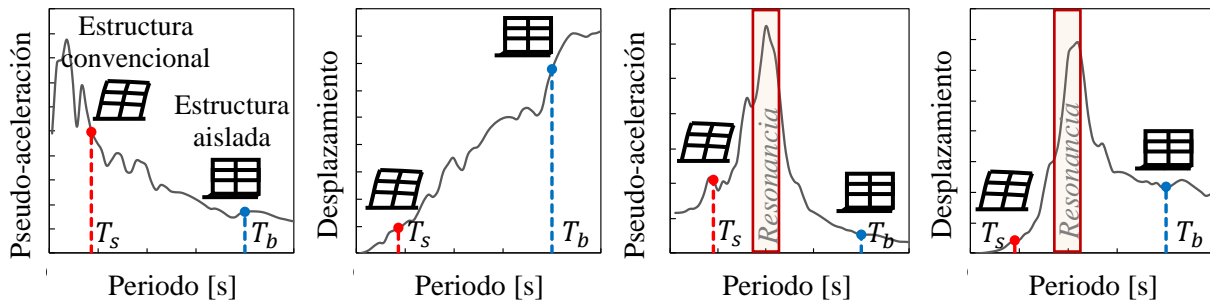 Pseudo-aceleración
Estructura
convencional
Estructura
aislada
T_s
T_b
Periodo [s]
Desplazamiento
T_s
T_b
Periodo [s]
Pseudo-aceleración
Resonancia
T_s
T_b
Periodo [s]
Desplazamiento
Resonancia
T_s
T_b
Periodo [s]